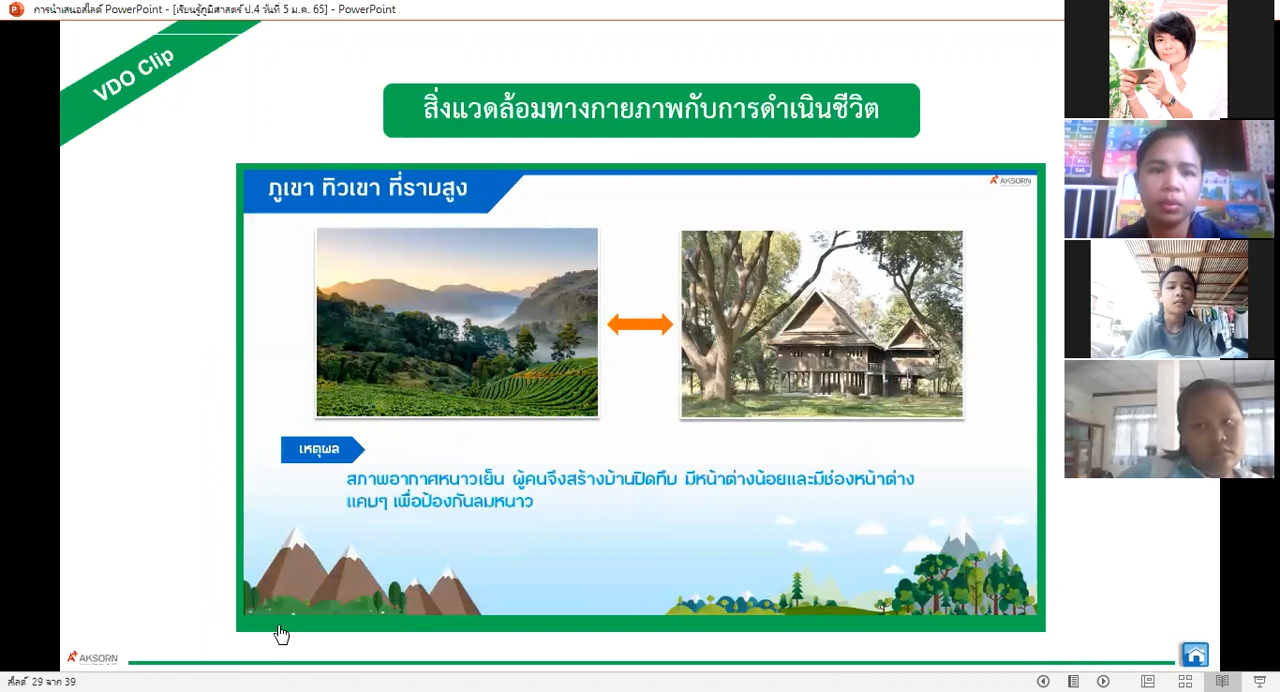 การนำเสนอสไลด์ PowerPoint - [เรียนรู้ภูมิศาสตร์ ป.4 วันที่ 5 ม.ค. 65] - PowerPoint
VDO Clip
สิ่งแวดล้อมทางกายภาพกับการดำเนินชีวิต
ภูเขา ทิวเขา ที่ราบสูง
AKSORN
เหตุผล
สภาพอากาศหนาวเย็น ผู้คนจึงสร้างบ้านปิดทึบ มีหน้าต่างน้อยและมีช่องหน้าต่าง
แคบๆ เพื่อป้องกันลมหนาว
AKSORN
สไลด์ 29 จาก 39